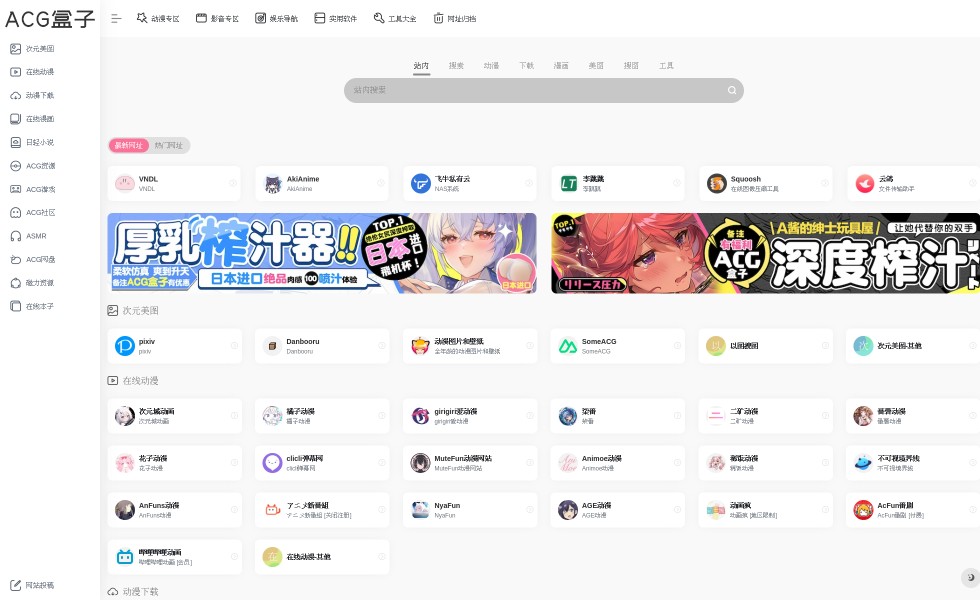 ACG盒子
动漫专区
影音专区
娱乐导航
实用软件
工具大全
网址归档
次元美图
在线动漫
动漫下载
在线漫画
日轻小说
ACG资源
ACG游戏
ACG社区
ASMR
ACG网盘
磁力资源
在线本子
网站投稿
站内
搜索
动漫
下载
漫画
美图
搜图
工具
站内搜索
最新网址
热门网址
VNDL
VNDL
AkiAnime
AkiAnime
飞牛私有云
NAS系统
李跳跳
李跳跳
Squoosh
在线图像压缩工具
云鸽
文件传输助手
厚乳榨汁器!!
柔软仿真 爽到升天
备注ACG盒子有优惠
日本进口绝品肉感100喷汁体验
TOP.1
日本进口
飛机杯!
日本进口
TOP.1
リリース圧力
备注
有福利
ACG
盒子
\A酱的绅士玩具屋/
让她代替你的双手
深度榨汁
次元美图
pixiv
pixiv
Danbooru
Danbooru
动漫图片和壁纸
全年龄的动漫图片和壁纸
SomeACG
SomeACG
以图搜图
次元美图-其他
在线动漫
次元城动画
次元城动画
橘子动漫
橘子动漫
girigiri爱动漫
girigiri爱动漫
柒番
柒番
二矿动漫
二矿动漫
番薯动漫
番薯动漫
花子动漫
花子动漫
clicli弹幕网
clicli弹幕网
MuteFun动漫网站
MuteFun动漫网站
Animoe动漫
Animoe动漫
稀饭动漫
稀饭动漫
不可视境界线
不可视境界线
AnFuns动漫
AnFuns动漫
アニメ新番組
アニメ新番組 [关闭注册]
NyaFun
NyaFun
AGE动漫
AGE动漫
动画疯
动画疯 [地区限制]
AcFun番剧
AcFun番剧 [付费]
哔哩哔哩动画
哔哩哔哩动画 [会员]
在线动漫-其他
动漫下载